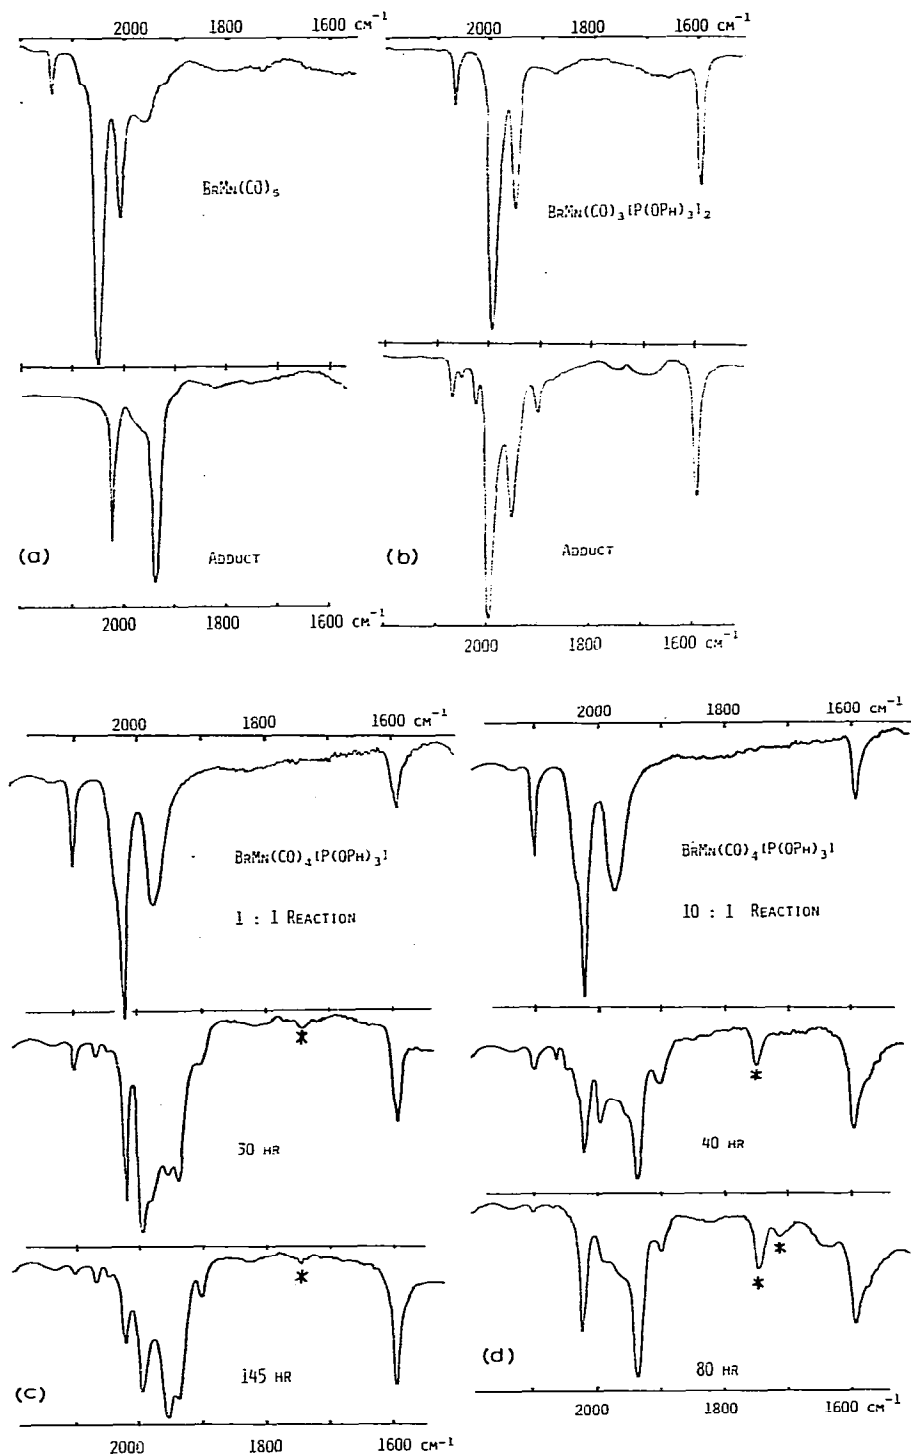 2000 1800 1600 CM⁻¹
BRMN(CO)₅
ADDUCT
(a)
2000 1800 1600 CM⁻¹
2000 1800 1600 CM⁻¹
BRMN(CO)₃[P(OPH)₃]₂
ADDUCT
(b)
2000 1800 1600 CM⁻¹
2000 1800 1600 CM⁻¹
BRMN(CO)₄[P(OPH)₃]
1 : 1 REACTION
*
30 HR
*
145 HR
(c)
2000 1800 1600 CM⁻¹
2000 1800 1600 CM⁻¹
BRMN(CO)₄[P(OPH)₃]
10 : 1 REACTION
*
40 HR
*
*
80 HR
(d)
2000 1800 1600 CM⁻¹